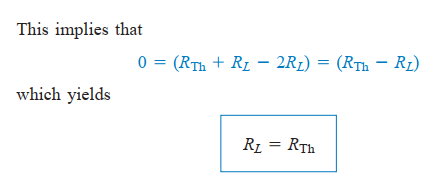 This implies that
0 = (R_Th + R_L − 2R_L) = (R_Th − R_L)
which yields
R_L = R_Th